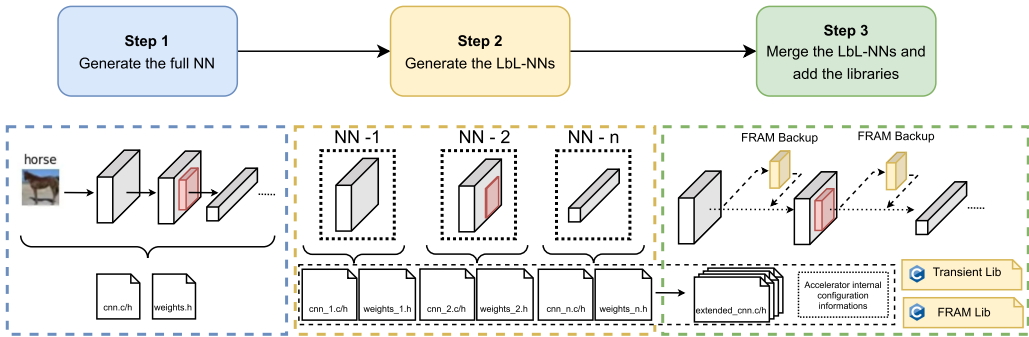 Step 1
Generate the full NN
Step 2
Generate the LbL-NNs
Step 3
Merge the LbL-NNs and
add the libraries
horse
......
cnn.c/h
weights.h
NN -1
NN - 2
NN - n
cnn_1.c/h
weights_1.h
cnn_2.c/h
weights_2.h
cnn_n.c/h
weights_n.h
FRAM Backup
FRAM Backup
......
extended_cnn.c/h
Accelerator internal
configuration
informations
C
Transient Lib
C
FRAM Lib